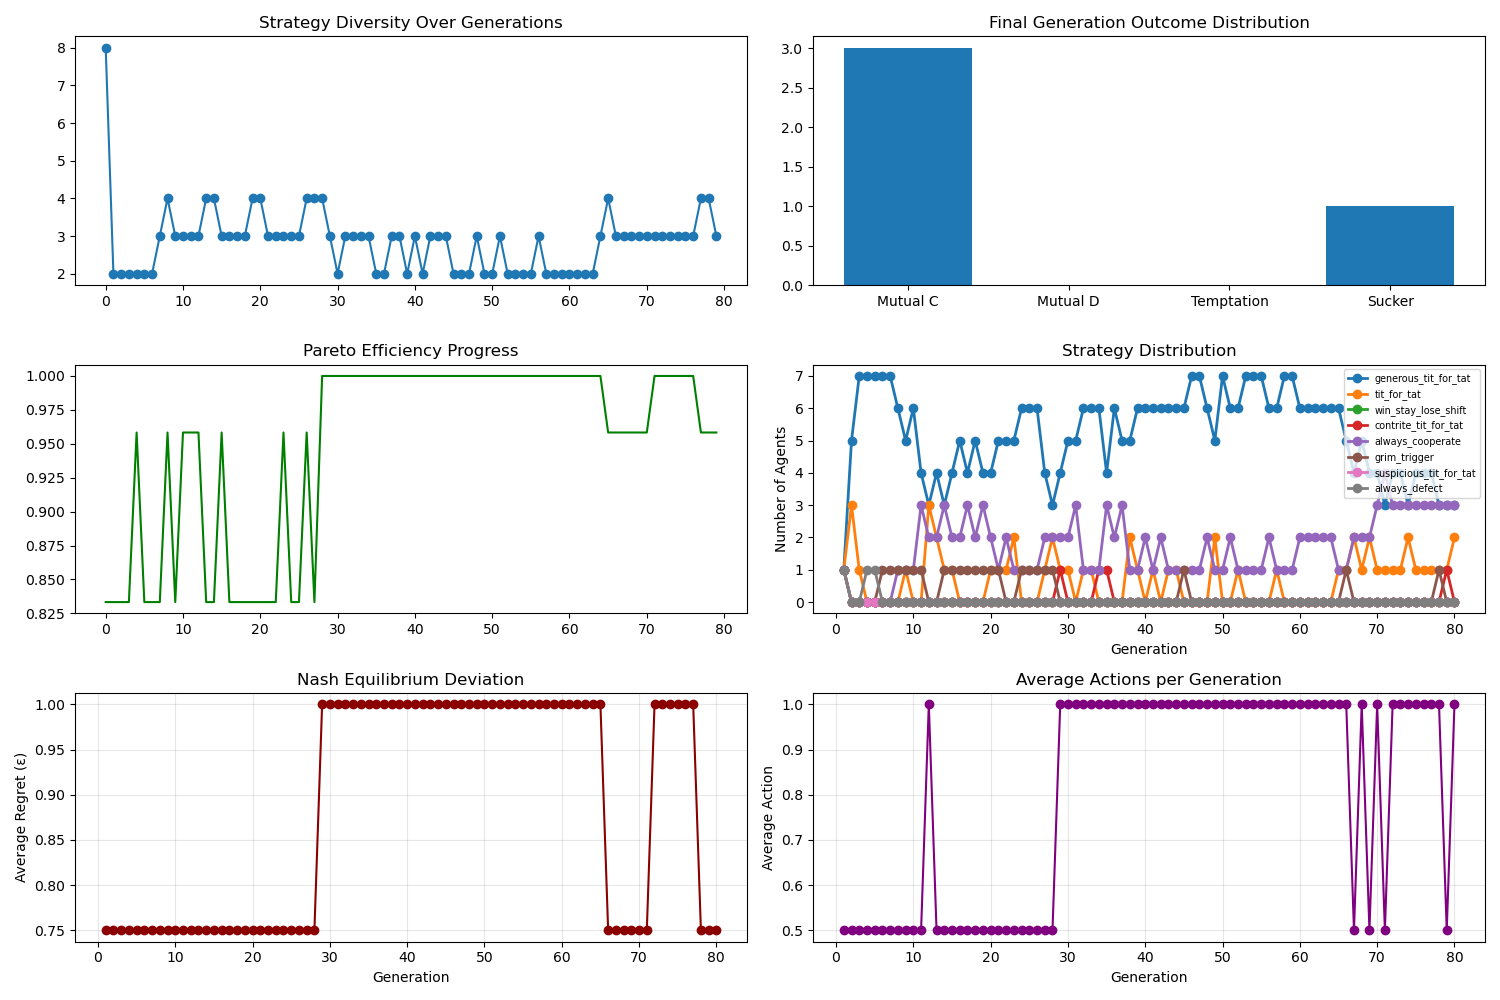 Strategy Diversity Over Generations
8
7
6
5
4
3
2
0 10 20 30 40 50 60 70 80
Final Generation Outcome Distribution
3.0
2.5
2.0
1.5
1.0
0.5
0.0
Mutual C Mutual D Temptation Sucker
Pareto Efficiency Progress
1.000
0.975
0.950
0.925
0.900
0.875
0.850
0.825
0 10 20 30 40 50 60 70 80
Strategy Distribution
Number of Agents
7
6
5
4
3
2
1
0
generous_tit_for_tat
tit_for_tat
win_stay_lose_shift
contrite_tit_for_tat
always_cooperate
grim_trigger
suspicious_tit_for_tat
always_defect
0 10 20 30 40 50 60 70 80
Generation
Nash Equilibrium Deviation
Average Regret (ε)
1.00
0.95
0.90
0.85
0.80
0.75
0 10 20 30 40 50 60 70 80
Generation
Average Actions per Generation
Average Action
1.0
0.9
0.8
0.7
0.6
0.5
0 10 20 30 40 50 60 70 80
Generation